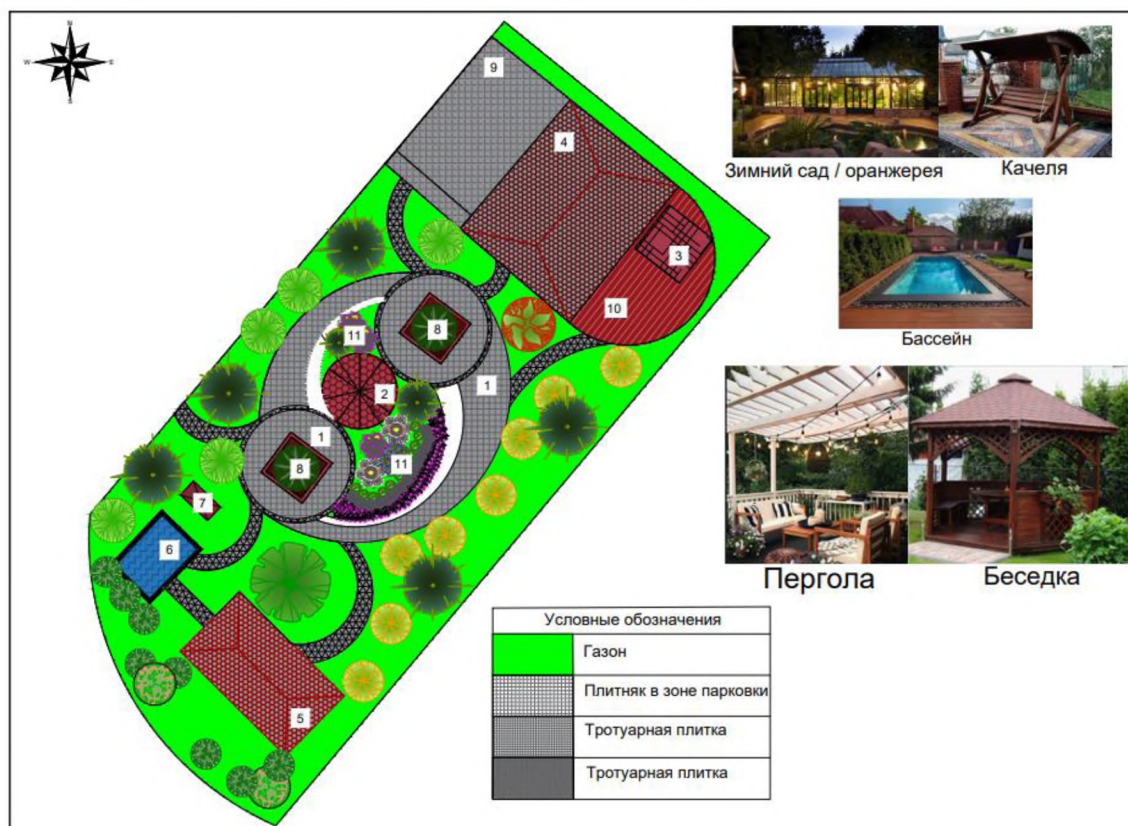 N
W
E
S
9
4
3
10
8
11
2
1
1
11
8
7
6
5
Зимний сад / оранжерея
Качеля
Бассейн
Пергола
Беседка
Условные обозначения
Газон
Плитняк в зоне парковки
Тротуарная плитка
Тротуарная плитка